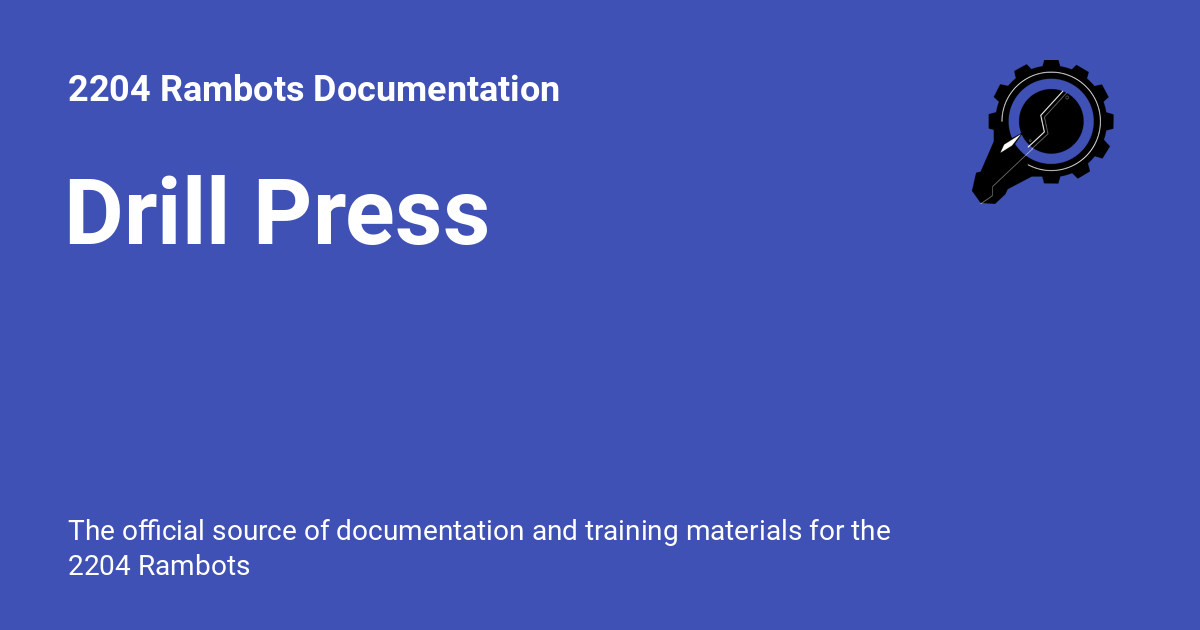 2204 Rambots Documentation
Drill Press
The official source of documentation and training materials for the
2204 Rambots